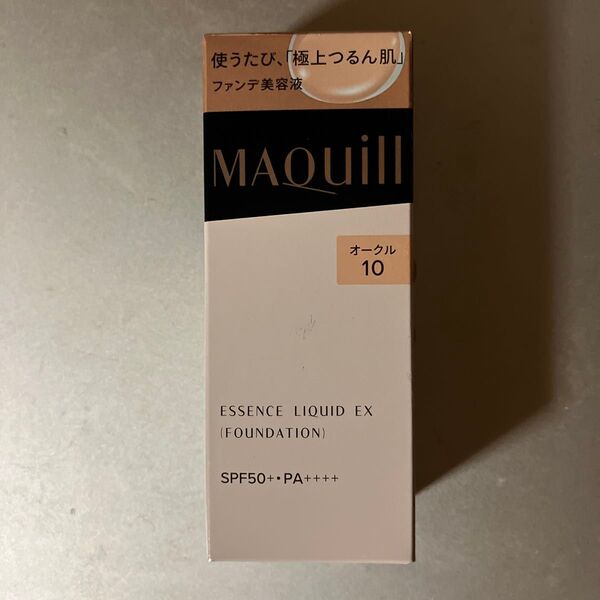 使うたび、「極上つるん肌」
ファンデ美容液
MAQuill
オークル
10
ESSENCE LIQUID EX
(FOUNDATION)
SPF50+・PA++++